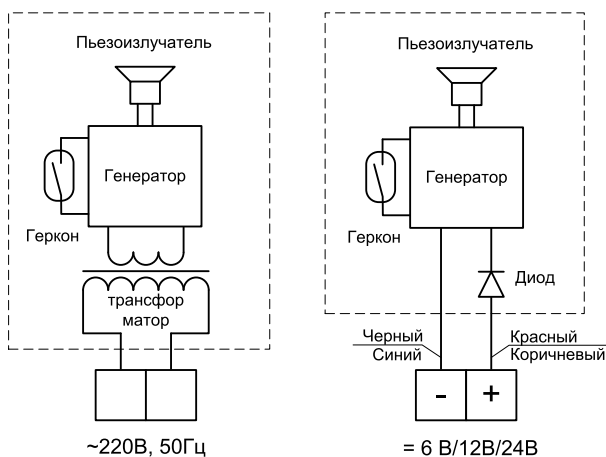 Пьезоизлучатель
Генератор
Геркон
трансфор
матор
~220В, 50Гц
Пьезоизлучатель
Генератор
Геркон
Диод
Черный
Синий
Красный
Коричневый
- +
= 6 В/12В/24В